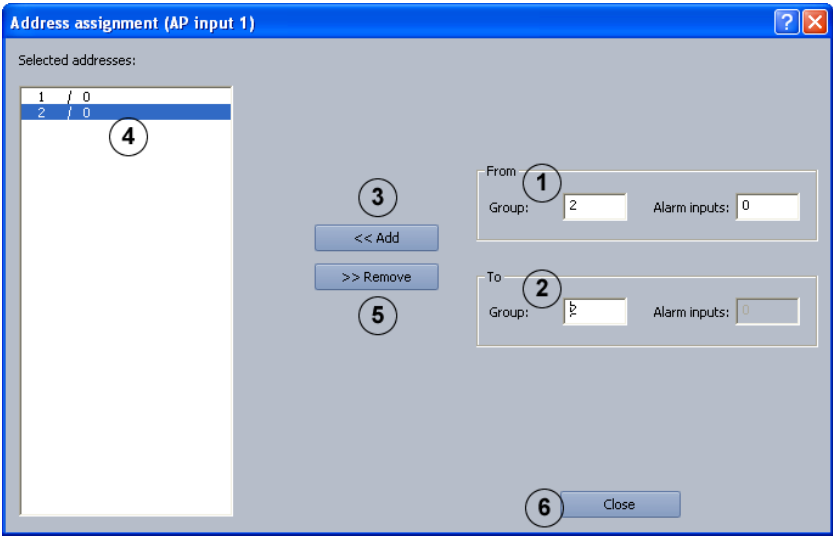 Address assignment (AP input 1)
Selected addresses:
1 / 0
2 / 0
4
3
<< Add
>> Remove
5
From
1
Group: 2 Alarm inputs: 0
To
2
Group: 2 Alarm inputs: 0
6
Close